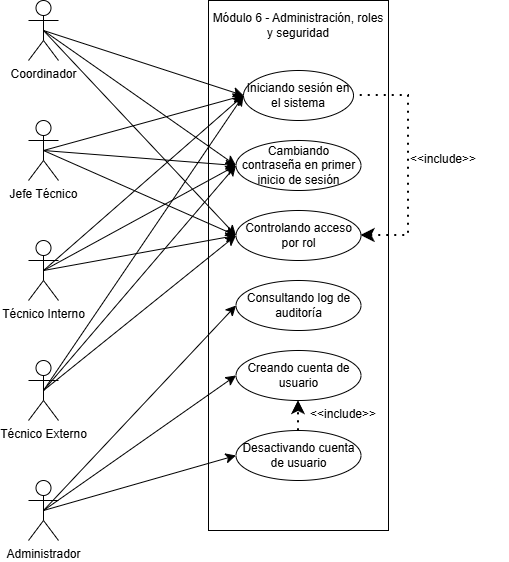 Módulo 6 - Administración, roles
y seguridad
Coordinador
Iniciando sesión en
el sistema
<<include>>
Cambiando
contraseña en primer
inicio de sesión
Jefe Técnico
Controlando acceso
por rol
Técnico Interno
Consultando log de
auditoría
Creando cuenta de
usuario
<<include>>
Técnico Externo
Desactivando cuenta
de usuario
Administrador